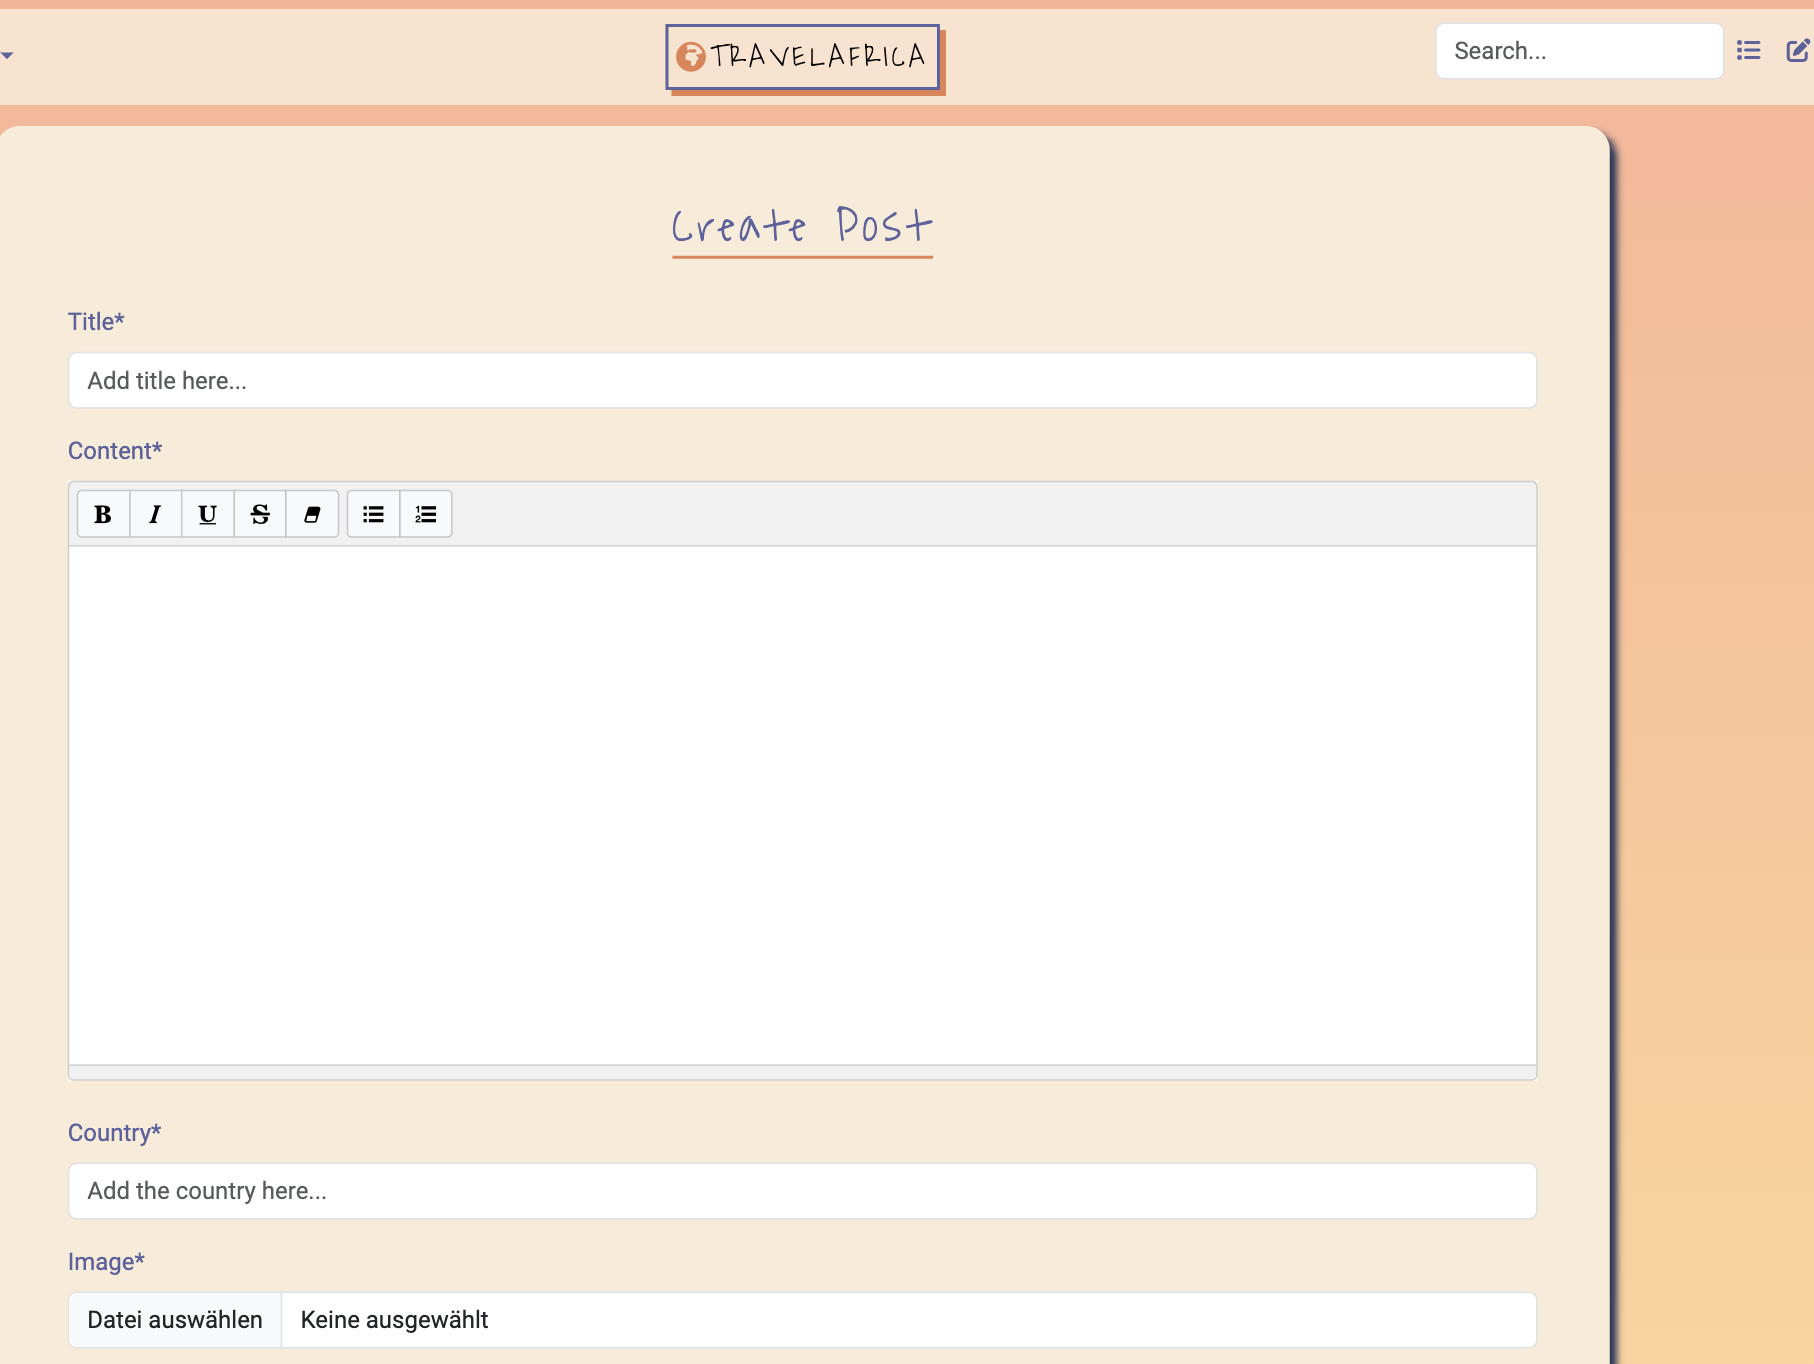 TRAVELAFRICA
Search...
Create Post
Title*
Add title here...
Content*
B I U S
Country*
Add the country here...
Image*
Datei auswählen Keine ausgewählt